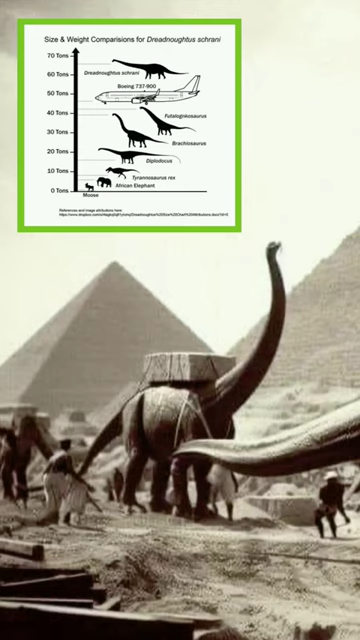 Size & Weight Comparisions for Dreadnoughtus schrani
70 Tons
60 Tons
50 Tons
40 Tons
30 Tons
20 Tons
10 Tons
0 Tons
Dreadnoughtus schrani
Boeing 737-900
Futalognkosaurus
Brachiosaurus
Diplodocus
Tyrannosaurus rex
African Elephant
Moose
References and image attributions here: